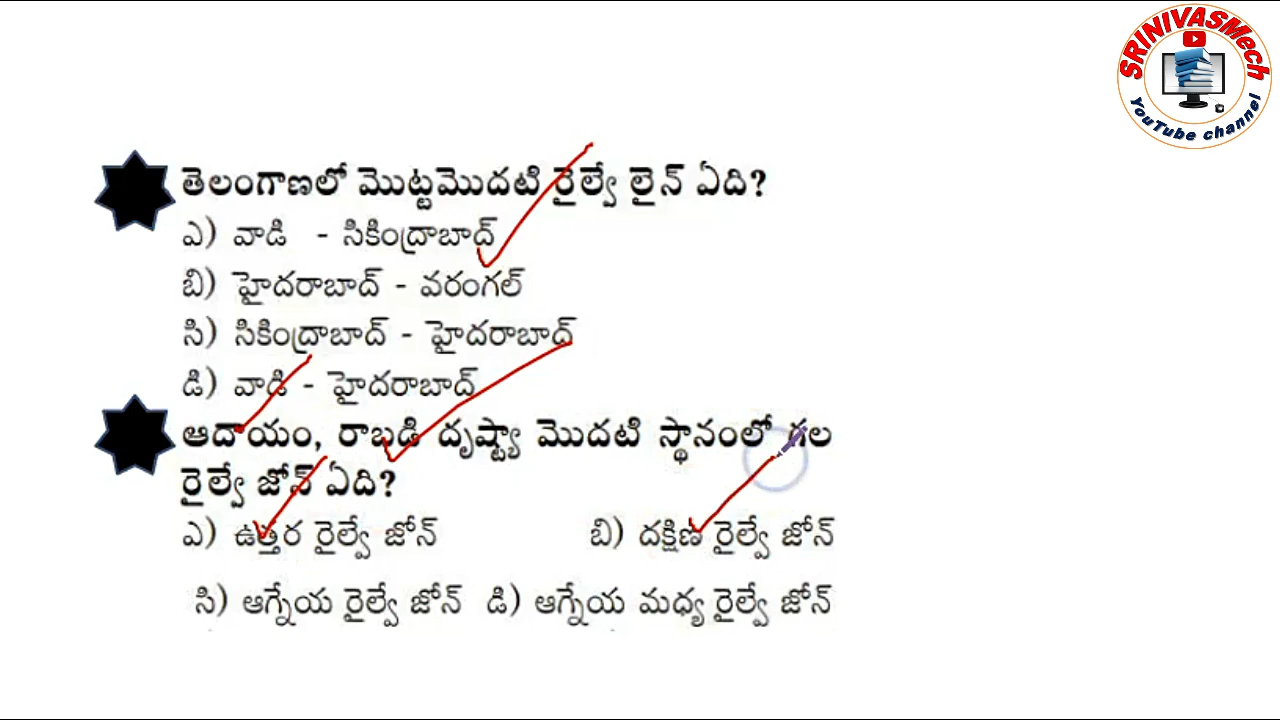 SRINIVASMech
YouTube channel
తెలంగాణలో మొట్టమొదటి రైల్వే లైన్ ఏది?
ఎ) వాడి - సికింద్రాబాద్
బి) హైదరాబాద్ - వరంగల్
సి) సికింద్రాబాద్ - హైదరాబాద్
డి) వాడి - హైదరాబాద్
ఆదాయం, రాబడి దృష్ట్యా మొదటి స్థానంలో గల
రైల్వే జోన్ ఏది?
ఎ) ఉత్తర రైల్వే జోన్ బి) దక్షిణ రైల్వే జోన్
సి) ఆగ్నేయ రైల్వే జోన్ డి) ఆగ్నేయ మధ్య రైల్వే జోన్